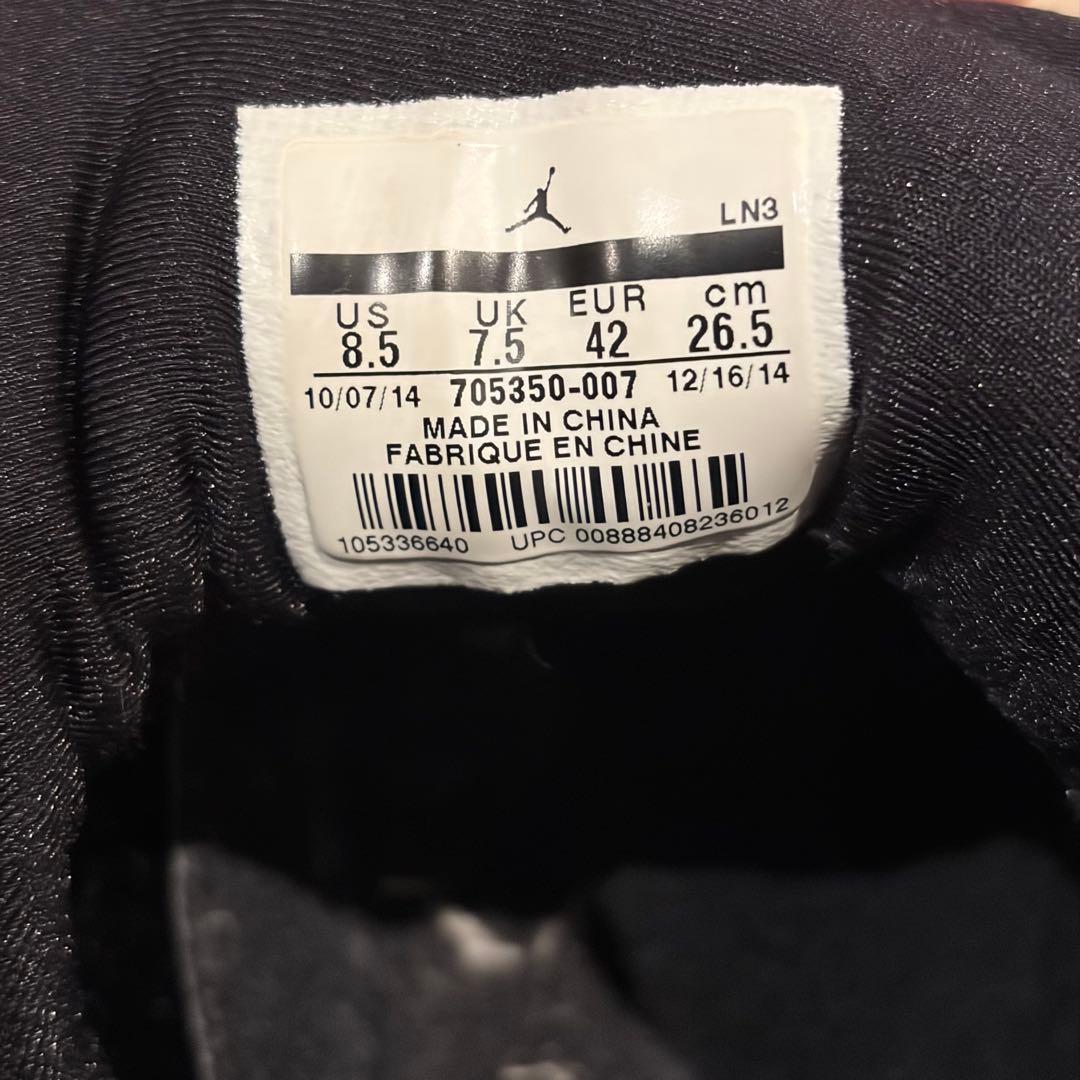 LN3
US UK EUR cm
8.5 7.5 42 26.5
10/07/14 705350-007 12/16/14
MADE IN CHINA
FABRIQUE EN CHINE
105336640 UPC 00888408236012